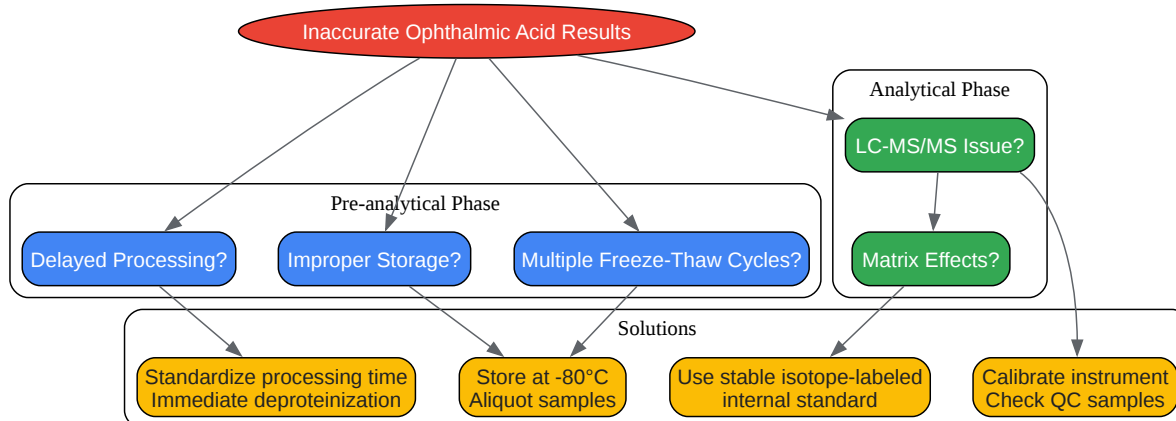 Inaccurate Ophthalmic Acid Results
Analytical Phase
LC-MS/MS Issue?
Pre-analytical Phase
Delayed Processing?
Improper Storage?
Multiple Freeze-Thaw Cycles?
Matrix Effects?
Solutions
Standardize processing time
Immediate deproteinization
Store at -80°C
Aliquot samples
Use stable isotope-labeled
internal standard
Calibrate instrument
Check QC samples